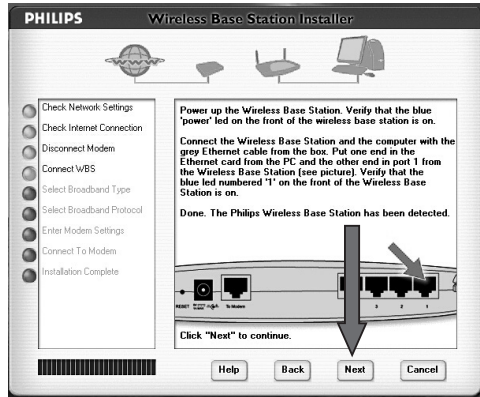 PHILIPS
Wireless Base Station Installer
www
Check Network Settings
Check Internet Connection
Disconnect Modem
Connect WBS
Select Broadband Type
Select Broadband Protocol
Enter Modem Settings
Connect To Modem
Installation Complete
Power up the Wireless Base Station. Verify that the blue
'power' led on the front of the wireless base station is on.
Connect the Wireless Base Station and the computer with the
grey Ethernet cable from the box. Put one end in the
Ethernet card from the PC and the other end in port 1 from
the Wireless Base Station (see picture). Verify that the
blue led numbered '1' on the front of the Wireless Base
Station is on.
Done. The Philips Wireless Base Station has been detected.
RESET
To Modem
3 2 1
Click "Next" to continue.
Help Back Next Cancel